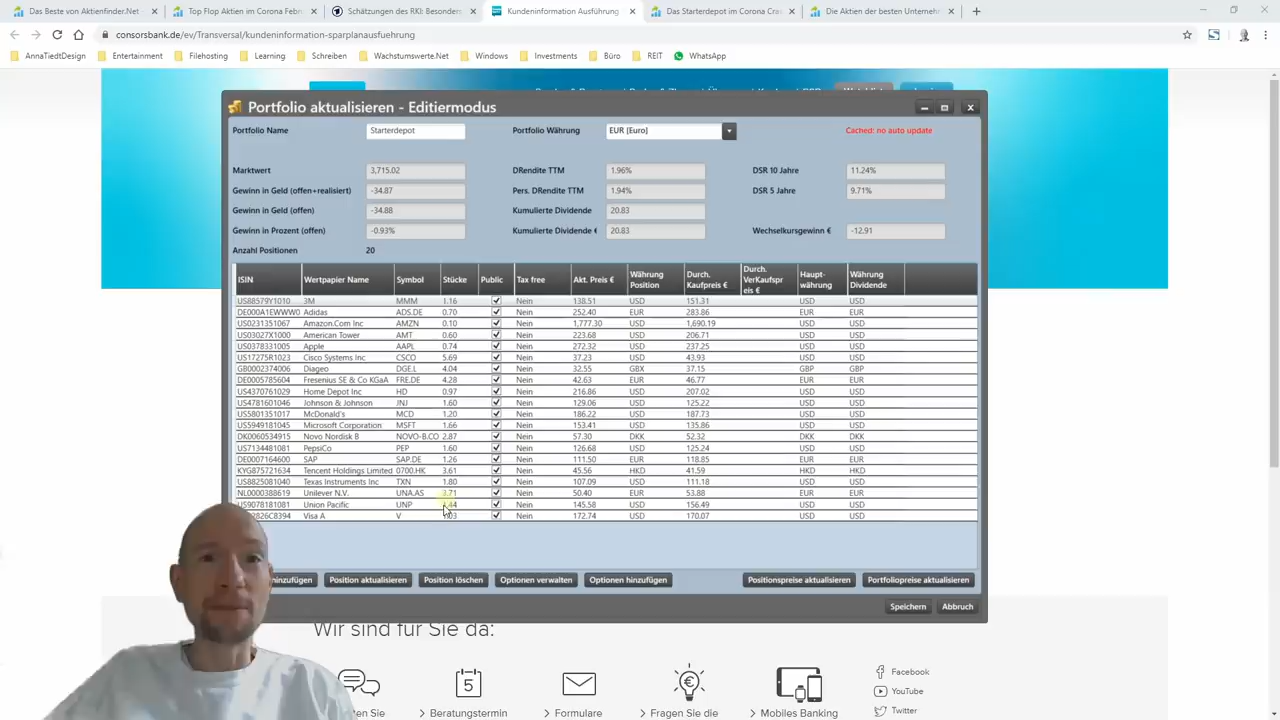 Das Beste von Aktienfinder.Net
Top Flop Aktien im Corona Febru
Schätzungen des RKI: Besonders
Kundeninformation Ausführung
Das Starterdepot im Corona Cras
Die Aktien der besten Unterneh
consorsbank.de/ev/Transversal/kundeninformation-sparplanausfuehrung
AnnaTiedtDesign Entertainment Filehosting Learning Schreiben Wachstumswerte.Net Windows Investments Büro REIT WhatsApp
Portfolio aktualisieren - Editiermodus
Portfolio Name Starterdepot Portfolio Währung EUR [Euro] Cached: no auto update
Marktwert 3,715.02 DRendite TTM 1.96% DSR 10 Jahre 11.24%
Gewinn in Geld (offen+realisiert) -34.87 Pers. DRendite TTM 1.94% DSR 5 Jahre 9.71%
Gewinn in Geld (offen) -34.88 Kumulierte Dividende 20.83
Gewinn in Prozent (offen) -0.93% Kumulierte Dividende € 20.83 Wechselkursgewinn € -12.91
Anzahl Positionen 20
ISIN Wertpapier Name Symbol Stücke Public Tax free Akt. Preis € Währung Position Durch. Kaufpreis € Durch. VerKaufspreis € Haupt-währung Währung Dividende
US88579Y1010 3M MMM 1.16 Nein 138.51 USD 151.31 USD USD
DE000A1EWWW0 Adidas ADS.DE 0.70 Nein 252.40 EUR 283.86 EUR EUR
US0231351067 Amazon.Com Inc AMZN 0.10 Nein 1,777.30 USD 1,690.19 USD USD
US03027X1000 American Tower AMT 0.60 Nein 223.68 USD 206.71 USD USD
US0378331005 Apple AAPL 0.74 Nein 272.32 USD 237.25 USD USD
US17275R1023 Cisco Systems Inc CSCO 5.69 Nein 37.23 USD 43.93 USD USD
GB0002374006 Diageo DGE.L 4.04 Nein 32.55 GBX 37.15 GBP GBP
DE0005785604 Fresenius SE & Co KGaA FRE.DE 4.28 Nein 42.63 EUR 46.77 EUR EUR
US4370761029 Home Depot Inc HD 0.97 Nein 216.86 USD 207.02 USD USD
US4781601046 Johnson & Johnson JNJ 1.60 Nein 129.06 USD 125.22 USD USD
US5801351017 McDonald's MCD 1.20 Nein 186.22 USD 187.73 USD USD
US5949181045 Microsoft Corporation MSFT 1.66 Nein 153.41 USD 135.86 USD USD
DK0060534915 Novo Nordisk B NOVO-B.CO 2.87 Nein 57.30 DKK 52.32 DKK DKK
US7134481081 PepsiCo PEP 1.60 Nein 126.68 USD 125.24 USD USD
DE0007164600 SAP SAP.DE 1.26 Nein 111.50 EUR 118.85 EUR EUR
KYG875721634 Tencent Holdings Limited 0700.HK 3.61 Nein 45.56 HKD 41.59 HKD HKD
US8825081040 Texas Instruments Inc TXN 1.80 Nein 107.09 USD 111.18 USD USD
NL0000388619 Unilever N.V. UNA.AS 3.71 Nein 50.40 EUR 53.88 EUR EUR
US9078181081 Union Pacific UNP Nein 145.58 USD 156.49 USD USD
2826C8394 Visa A V Nein 172.74 USD 170.07 USD USD
hinzufügen Position aktualisieren Position löschen Optionen verwalten Optionen hinzufügen Positionspreise aktualisieren Portfoliopreise aktualisieren
Speichern Abbruch
Wir sind für Sie da:
Facebook
5
YouTube
ten Sie > Beratungstermin > Formulare > Fragen Sie die > Mobiles Banking Twitter